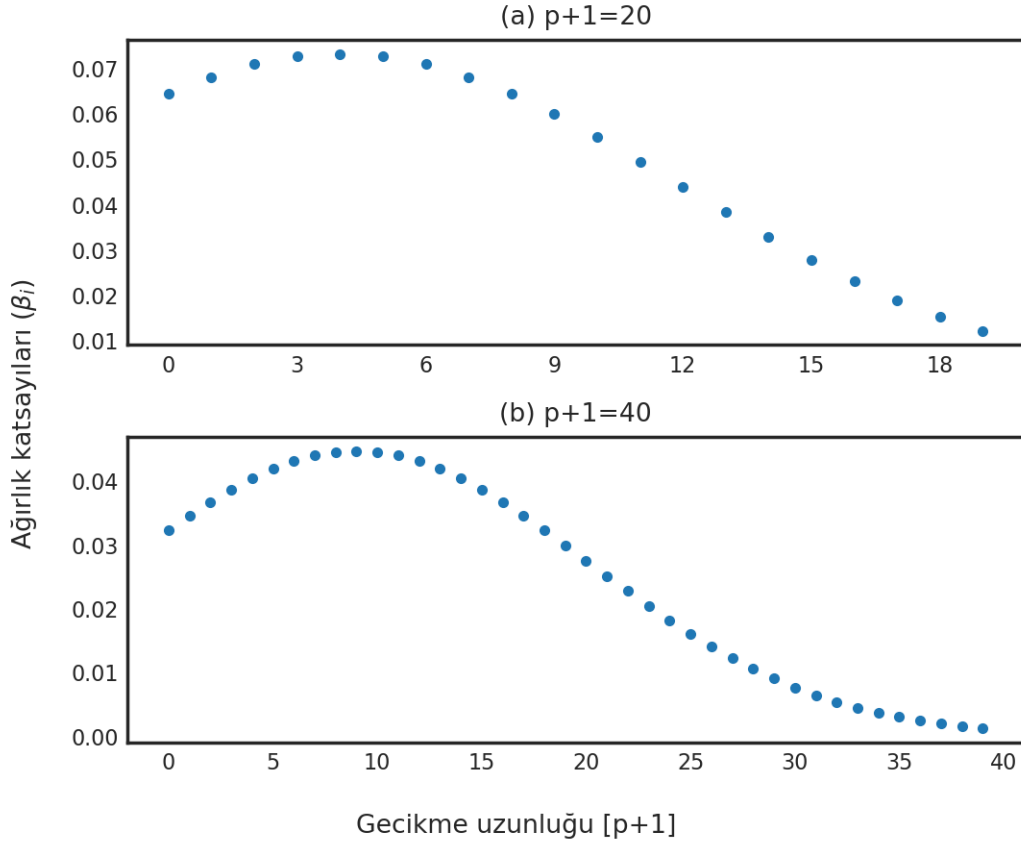 (a) p+1=20
0.07
0.06
0.05
0.04
0.03
0.02
0.01
0 3 6 9 12 15 18
Ağırlık katsayıları (βᵢ)
(b) p+1=40
0.04
0.03
0.02
0.01
0.00
0 5 10 15 20 25 30 35 40
Gecikme uzunluğu [p+1]